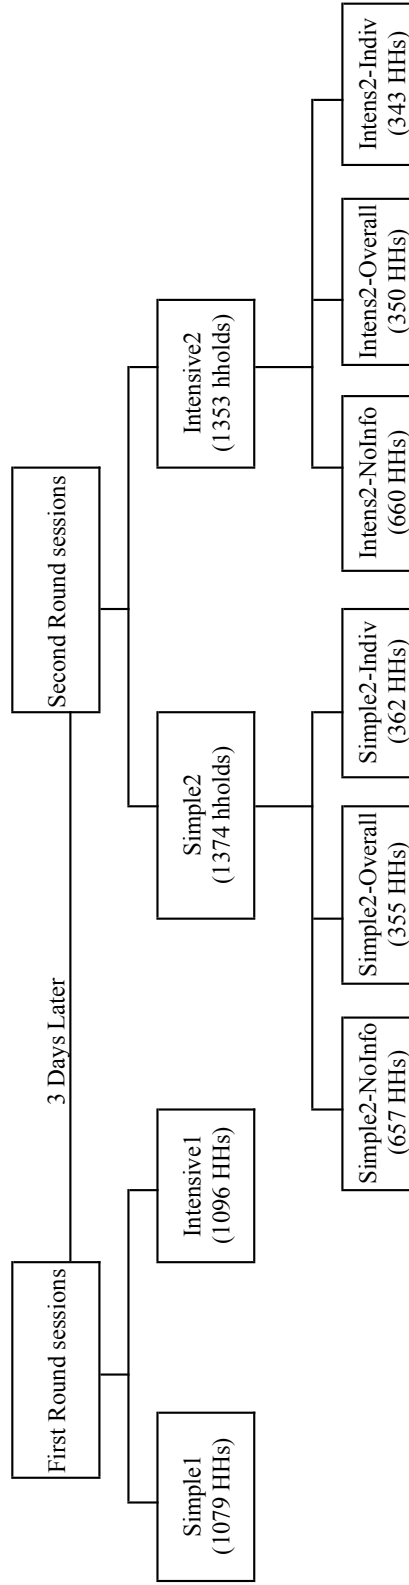 First Round sessions
3 Days Later
Second Round sessions
Simple1
(1079 HHs)
Intensive1
(1096 HHs)
Simple2
(1374 hholds)
Intensive2
(1353 hholds)
Simple2-NoInfo
(657 HHs)
Simple2-Overall
(355 HHs)
Simple2-Indiv
(362 HHs)
Intens2-NoInfo
(660 HHs)
Intens2-Overall
(350 HHs)
Intens2-Indiv
(343 HHs)